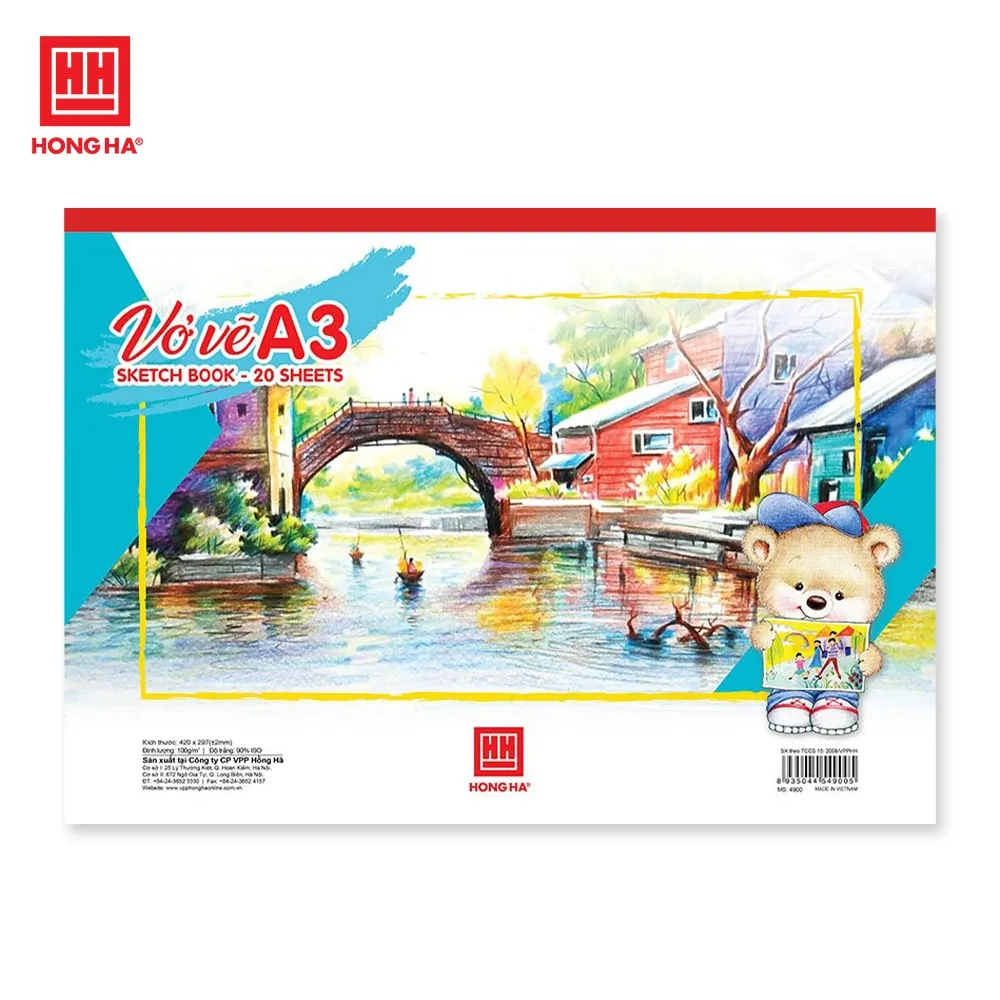 HH
HONG HA®
Vở vẽ A3
SKETCH BOOK - 20 SHEETS
Kích thước: 420 x 297(±2mm)
Định lượng: 100g/m² | Độ trắng: 90% ISO
Sản xuất tại Công ty CP VPP Hồng Hà
Cơ sở I: 25 Lý Thường Kiệt, Q. Hoàn Kiếm, Hà Nội.
Cơ sở II: 672 Ngô Gia Tự, Q. Long Biên, Hà Nội.
ĐT: +84-24-3652 3330 | Fax: +84-24-3652 4157
Website: www.vpphonghaonline.com.vn
HH
HONG HA®
SX theo TCCS 15: 2008/VPPHH
8 935044 549005
MS: 4900 MADE IN VIETNAM